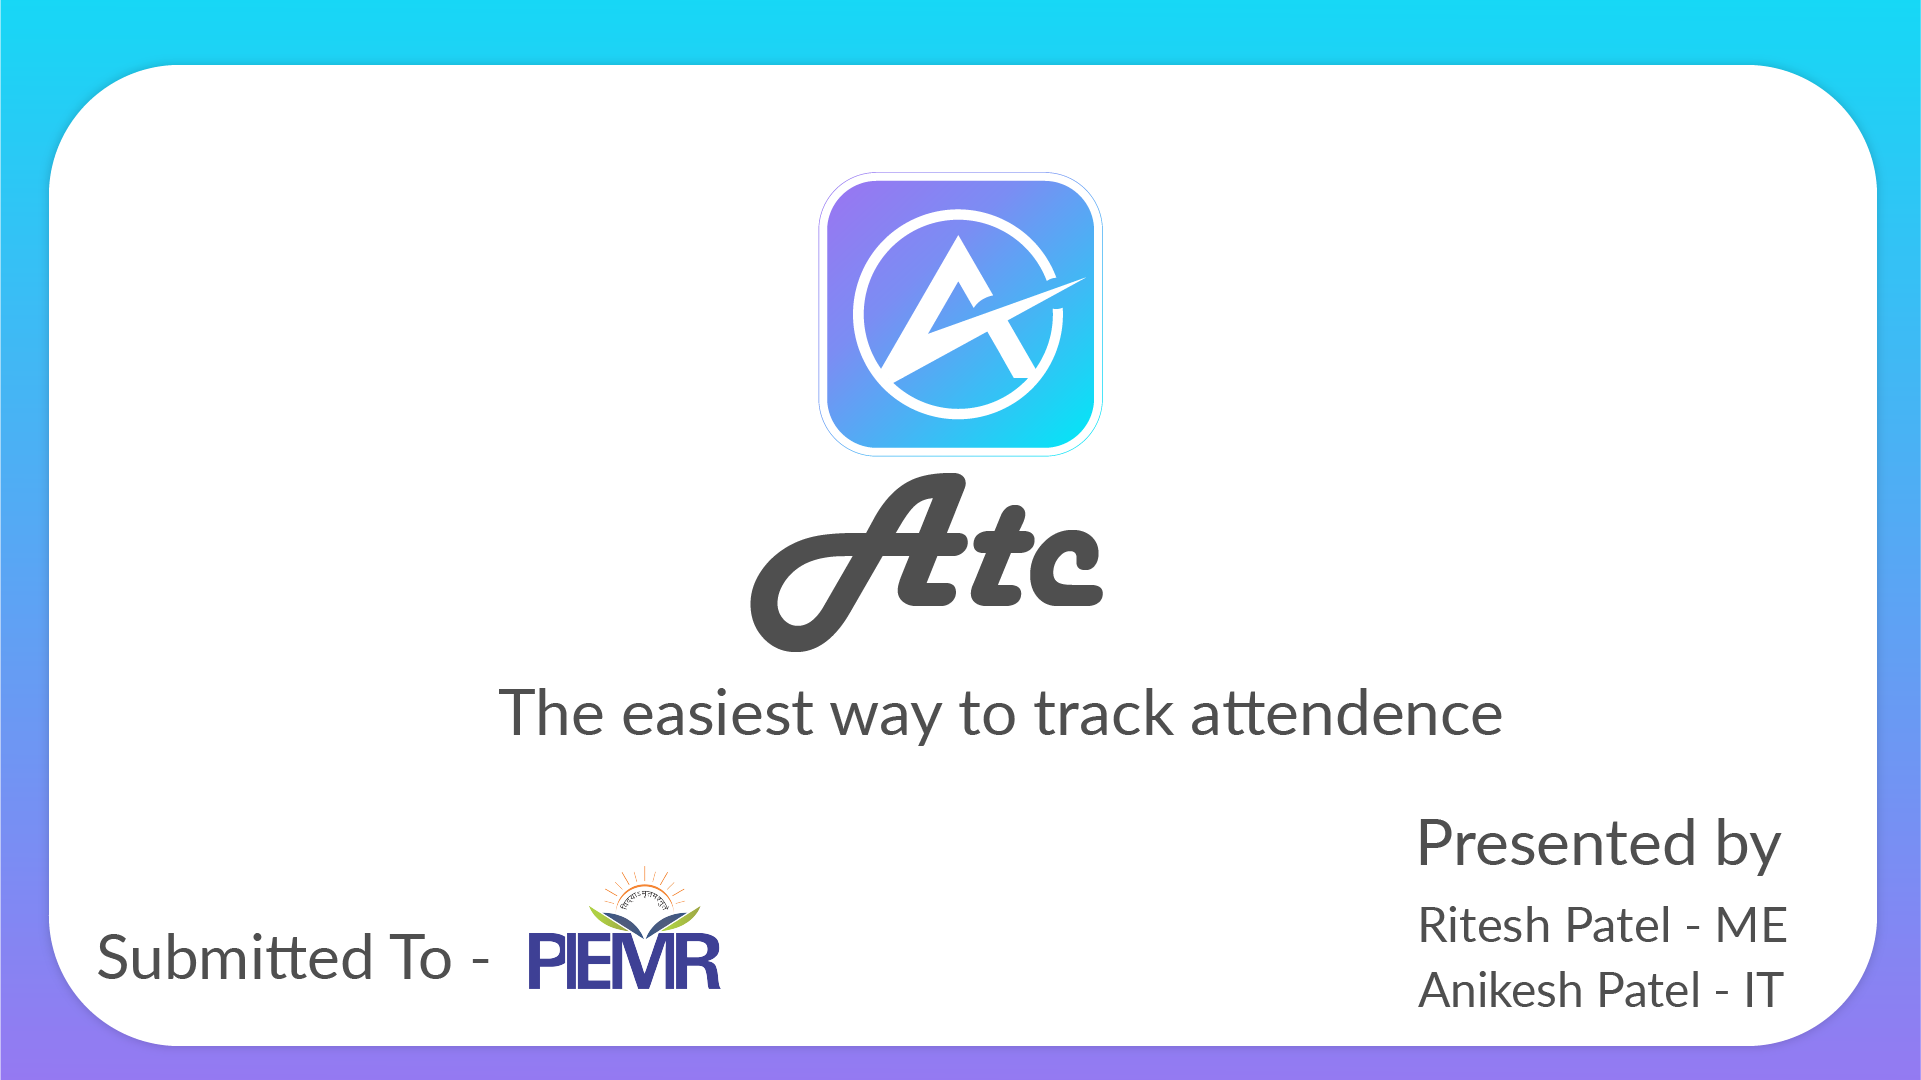 Atc
The easiest way to track attendence
Presented by
Ritesh Patel - ME
Anikesh Patel - IT
Submitted To -
PIEMR